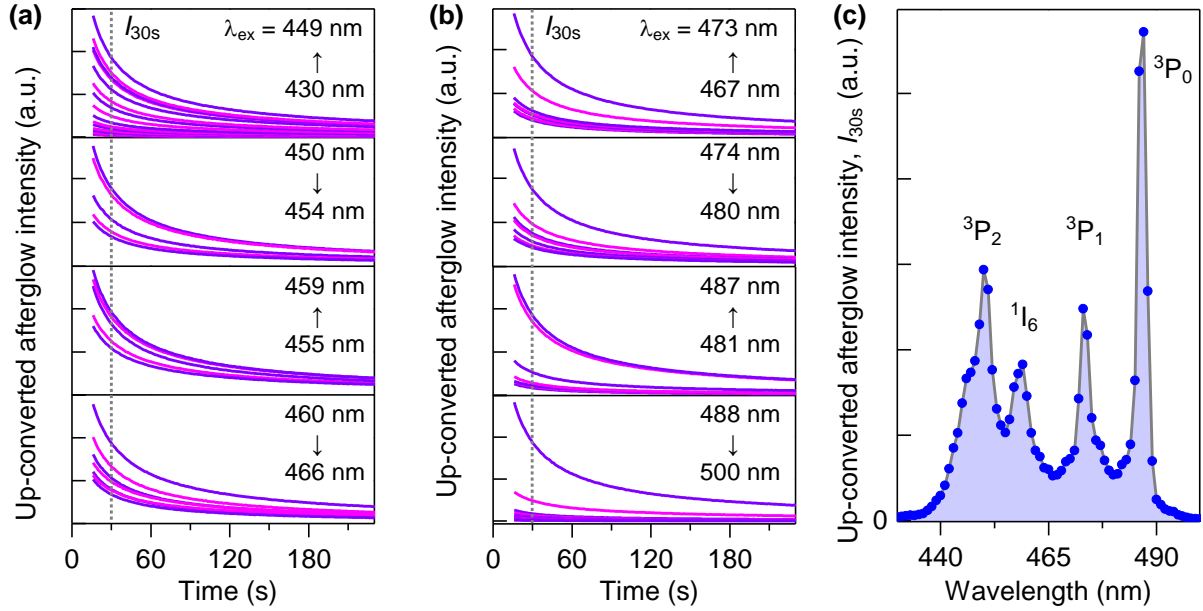 (a)
Up-converted afterglow intensity (a.u.)
I30s
λex = 449 nm
↑
430 nm
450 nm
↓
454 nm
459 nm
↑
455 nm
460 nm
↓
466 nm
0 60 120 180
Time (s)
(b)
Up-converted afterglow intensity (a.u.)
I30s
λex = 473 nm
↑
467 nm
474 nm
↓
480 nm
487 nm
↑
481 nm
488 nm
↓
500 nm
0 60 120 180
Time (s)
(c)
Up-converted afterglow intensity, I30s (a.u.)
³P₀
³P₂
³P₁
¹I₆
0
440 465 490
Wavelength (nm)